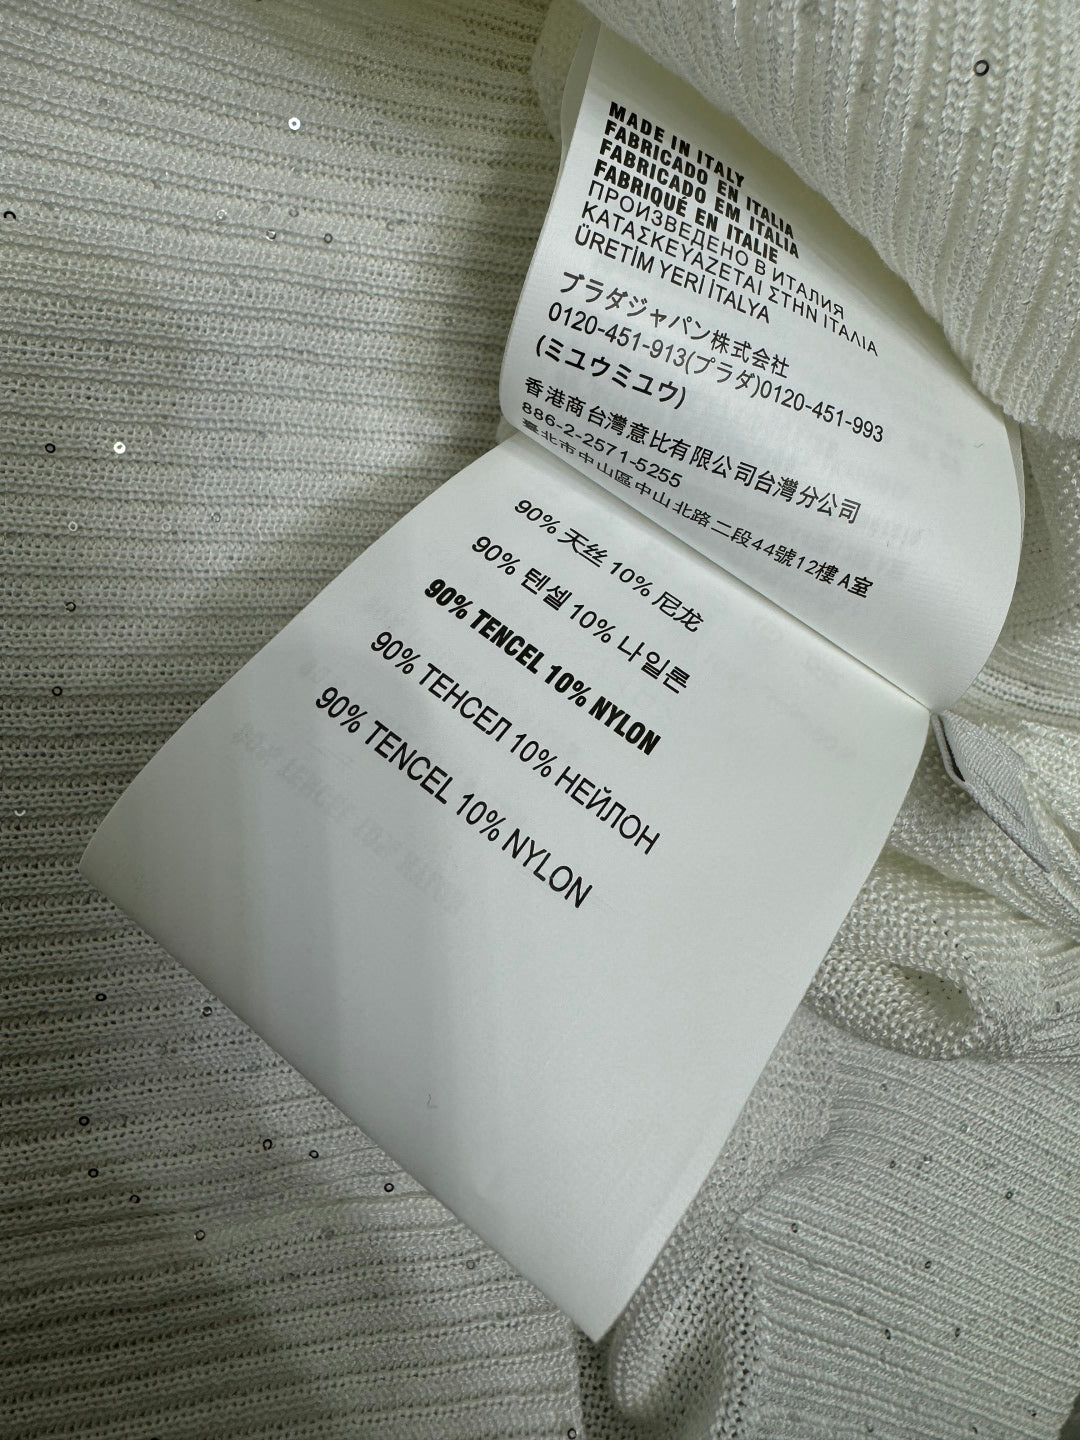 MADE IN ITALY
FABRICADO EN ITALIA
FABRICADO EM ITALIA
FABRIQUÉ EN ITALIE
ПРОИЗВЕДЕНО В ИТАЛИЯ
ΚΑΤΑΣΚΕΥΑΖΕΤΑΙ ΣΤΗΝ ΙΤΑΛΙΑ
ÜRETİM YERİ İTALYA
プラダジャパン株式会社
0120-451-913(プラダ)0120-451-993
(ミユウミユウ)
香港商台灣意比有限公司台灣分公司
886-2-2571-5255
臺北市中山區中山北路二段44號12樓A室
90% 天丝 10% 尼龙
90% 텐셀 10% 나일론
90% TENCEL 10% NYLON
90% ТЕНСЕЛ 10% НЕЙЛОН
90% TENCEL 10% NYLON